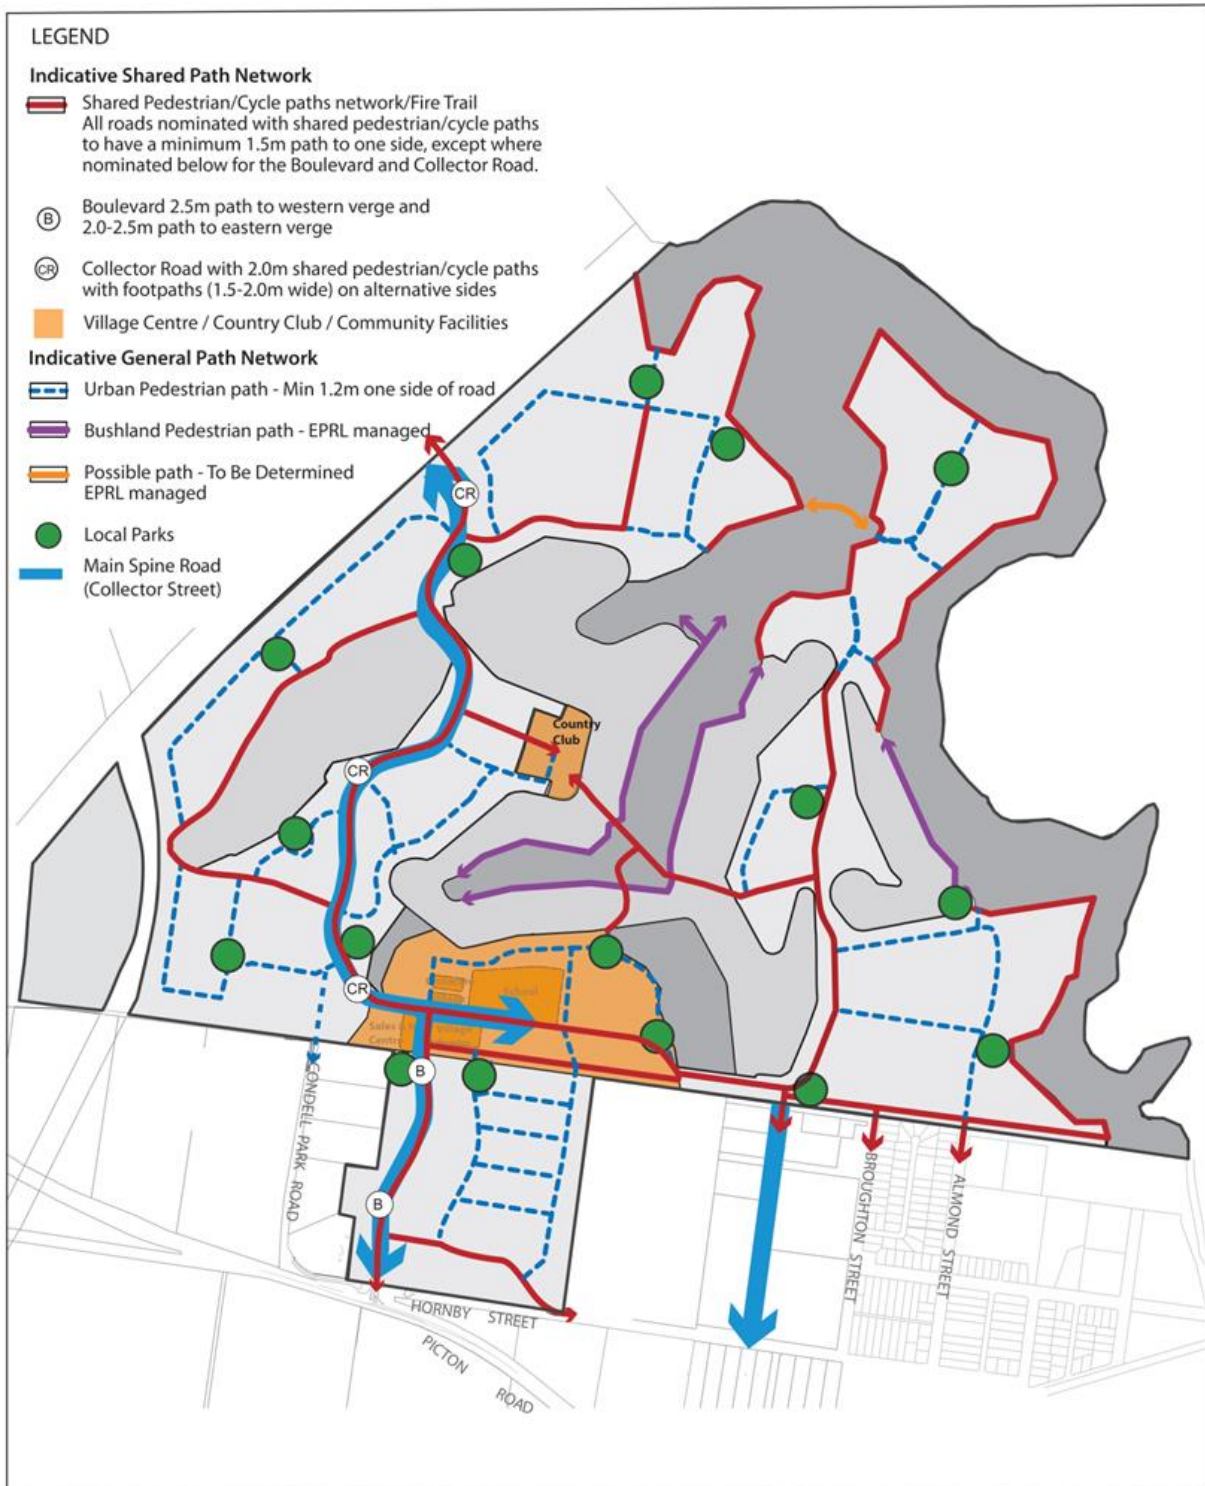 LEGEND
Indicative Shared Path Network
Shared Pedestrian/Cycle paths network/Fire Trail
All roads nominated with shared pedestrian/cycle paths
to have a minimum 1.5m path to one side, except where
nominated below for the Boulevard and Collector Road.
B
Boulevard 2.5m path to western verge and
2.0-2.5m path to eastern verge
CR
Collector Road with 2.0m shared pedestrian/cycle paths
with footpaths (1.5-2.0m wide) on alternative sides
Village Centre / Country Club / Community Facilities
Indicative General Path Network
Urban Pedestrian path - Min 1.2m one side of road
Bushland Pedestrian path - EPRL managed
Possible path - To Be Determined
EPRL managed
Local Parks
Main Spine Road
(Collector Street)
CR
Country
Club
CR
CR
School
Sales
Village
B
CONDELL PARK ROAD
B
BROUGHTON STREET
ALMOND STREET
HORNBY STREET
PICTON ROAD